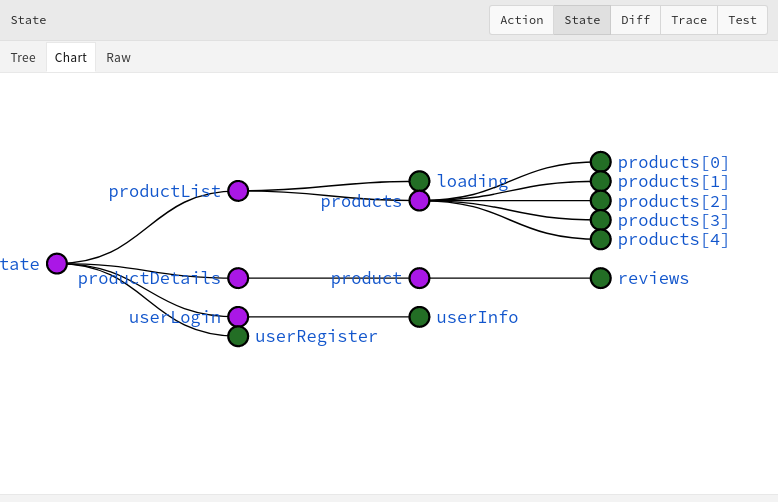 State Action State Diff Trace Test
Tree Chart Raw
products[0]
loading products[1]
productList
products products[2]
products[3]
products[4]
tate
productDetails product reviews
userLogin userInfo
userRegister